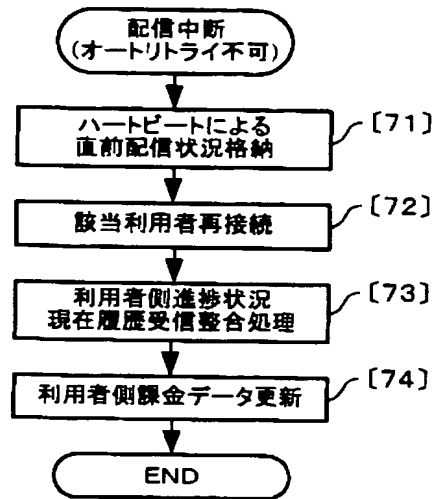 配信中断
(オートリトライ不可)
ハートビートによる
直前配信状況格納
〔71〕
該当利用者再接続
〔72〕
利用者側進捗状況
現在履歴受信整合処理
〔73〕
利用者側課金データ更新
〔74〕
END